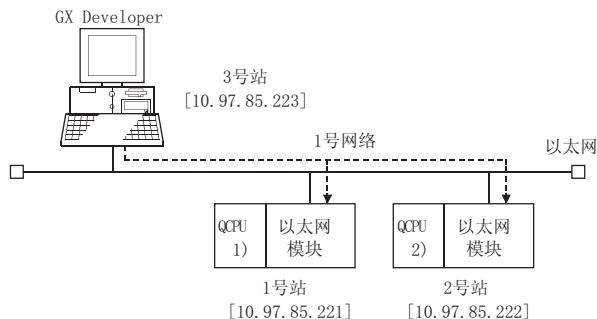 GX Developer
3号站
[10.97.85.223]
1号网络
以太网
QCPU
1)
以太网
模块
QCPU
2)
以太网
模块
1号站
[10.97.85.221]
2号站
[10.97.85.222]